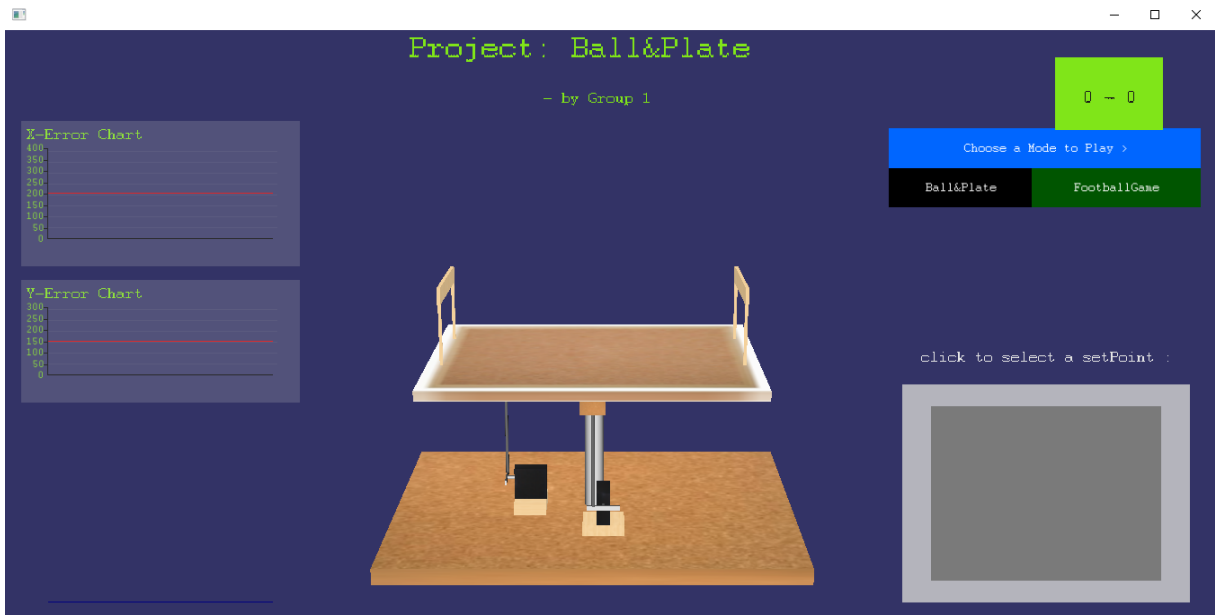 Project: Ball&Plate
- by Group 1
0 - 0
X-Error Chart
400
350
300
250
200
150
100
50
0
Choose a Mode to Play >
Ball&Plate
FootballGame
Y-Error Chart
300
250
200
150
100
50
0
click to select a setPoint :